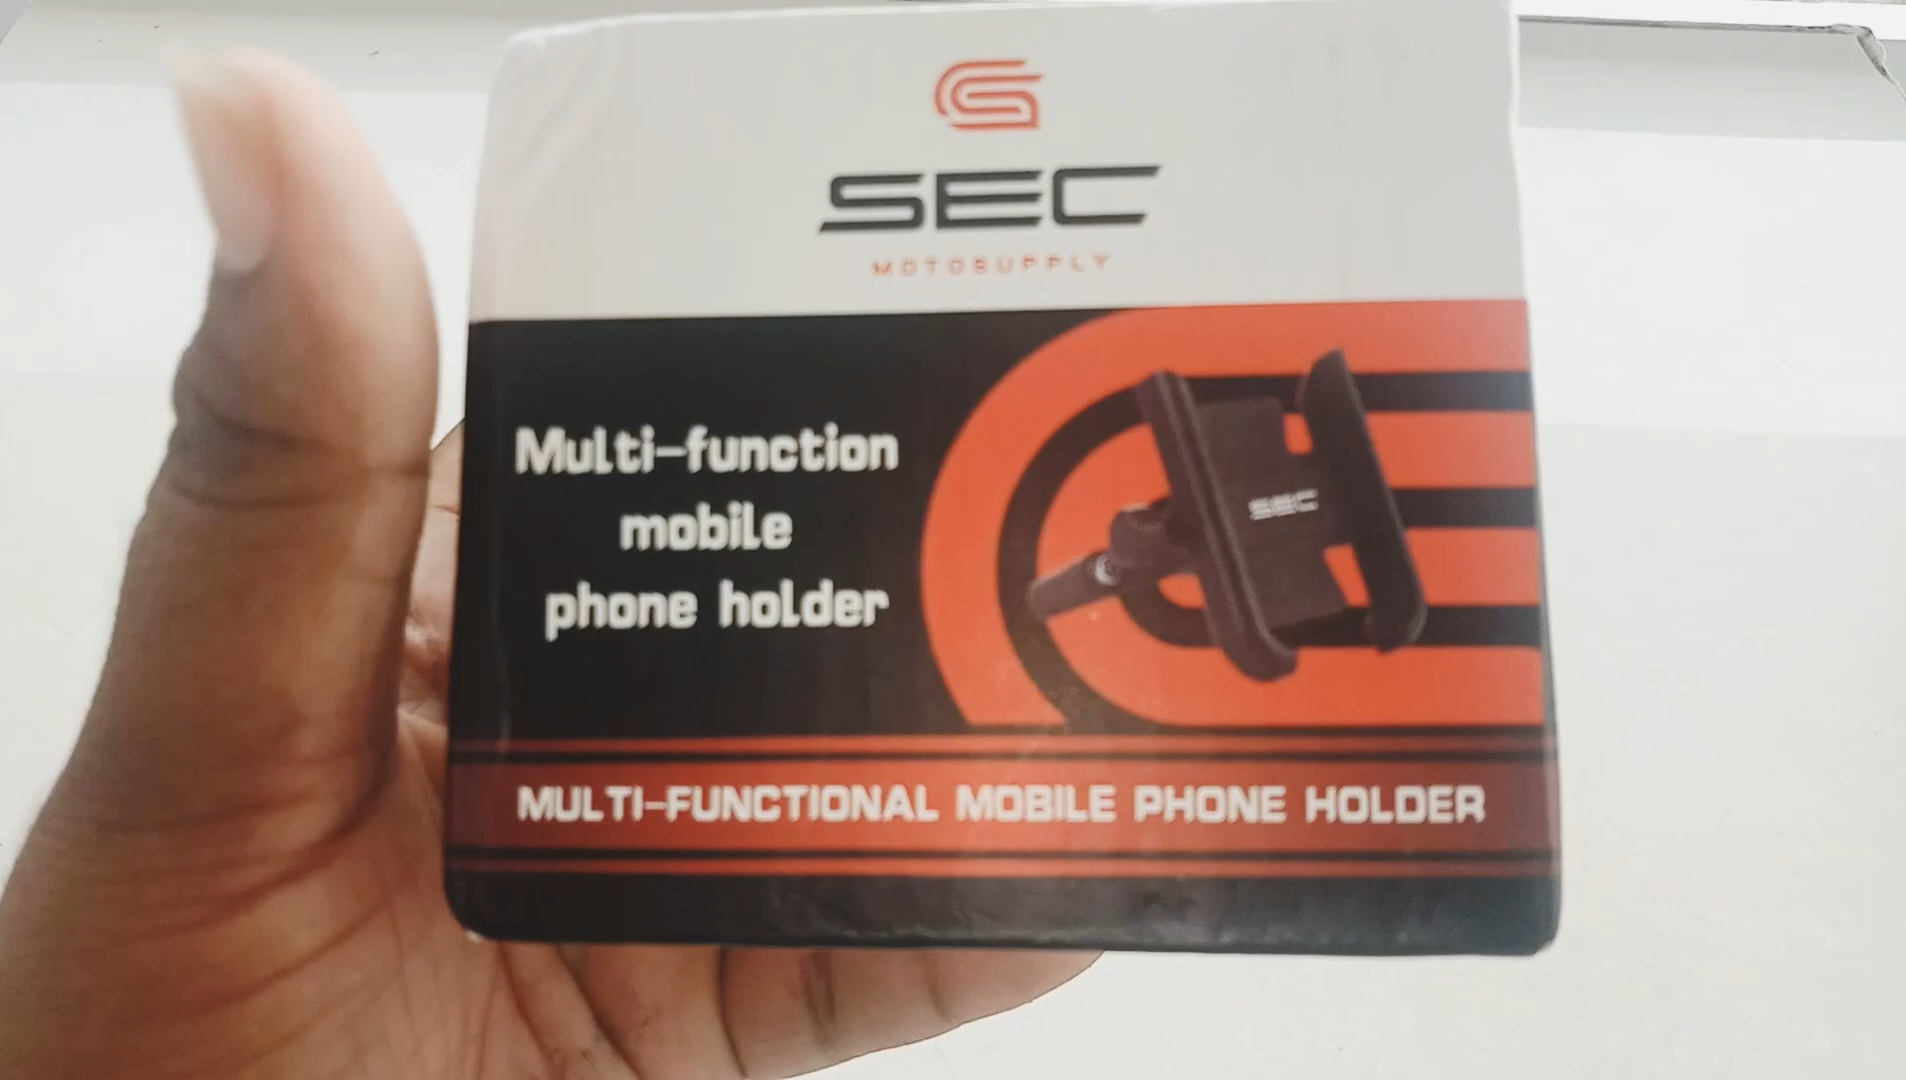 SEC
MOTOSUPPLY
Multi-function
mobile
phone holder
SEC
MULTI-FUNCTIONAL MOBILE PHONE HOLDER